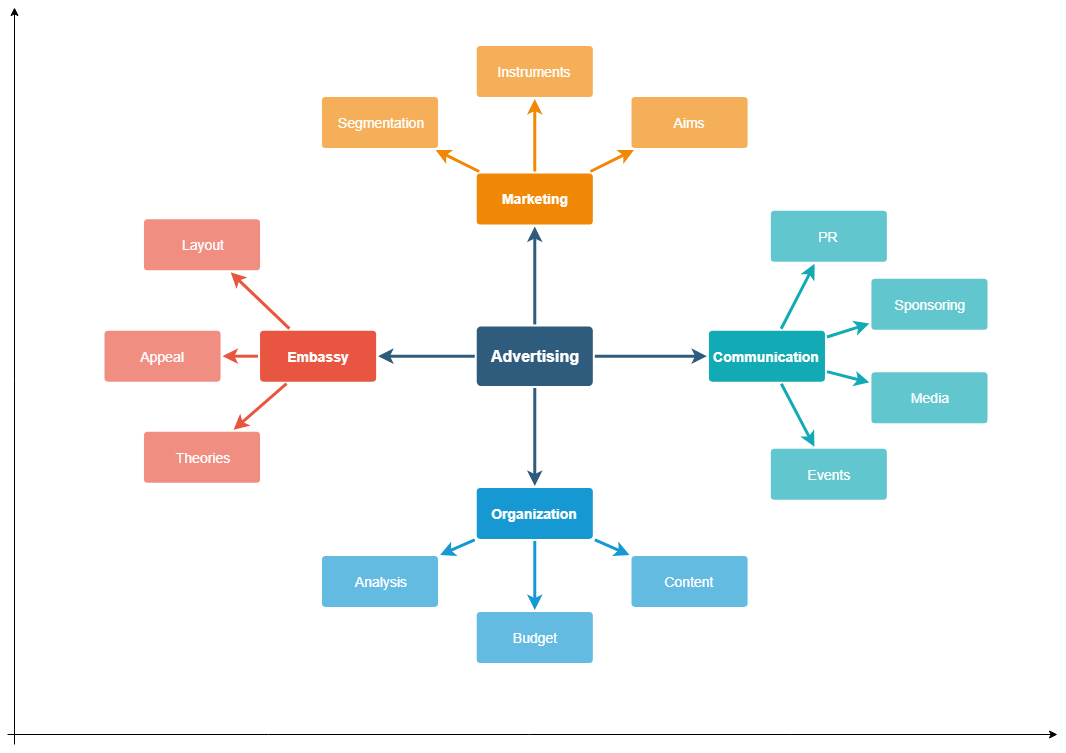 Instruments
Segmentation
Aims
Marketing
Layout
PR
Sponsoring
Appeal
Embassy
Advertising
Communication
Media
Theories
Events
Organization
Analysis
Content
Budget